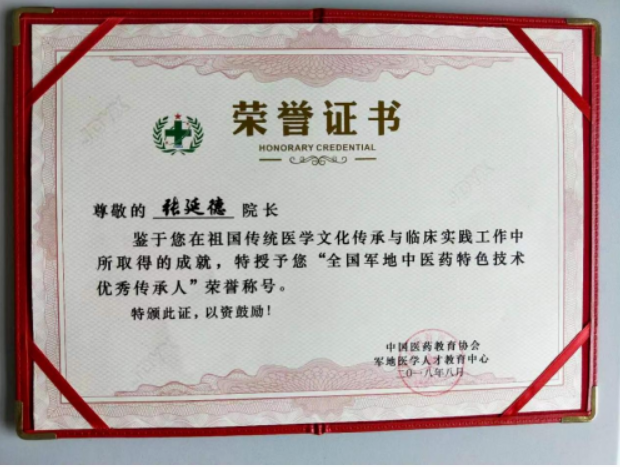 荣誉证书
HONORARY CREDENTIAL
尊敬的 张延德 院长
鉴于您在祖国传统医学文化传承与临床实践工作中
所取得的成就，特授予您“全国军地中医药特色技术
优秀传承人”荣誉称号。
特颁此证，以资鼓励！
中国医药教育协会
军地医学人才教育中心
二〇一八年八月
JDYX
JDYX